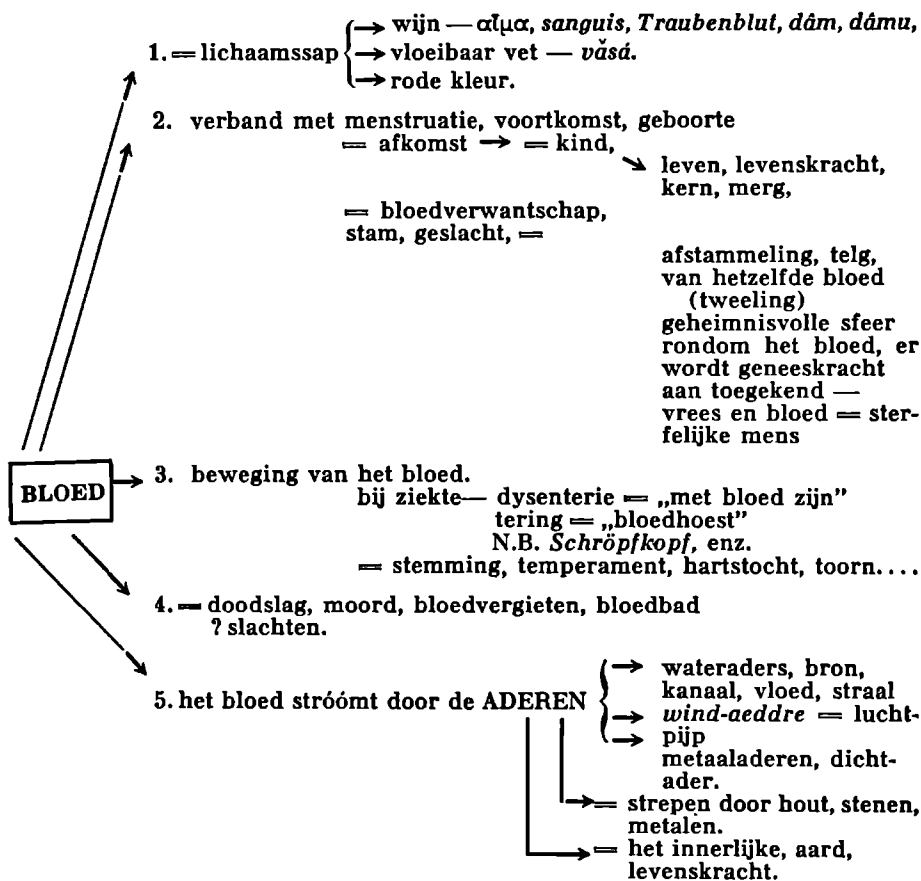 1. = lichaamssap
→ wijn — αἷμα, sanguis, Traubenblut, dâm, dâmu,
→ vloeibaar vet — văsá.
→ rode kleur.
2. verband met menstruatie, voortkomst, geboorte
= afkomst → = kind,
↘ leven, levenskracht,
kern, merg,
= bloedverwantschap,
stam, geslacht, =
afstammeling, telg,
van hetzelfde bloed
(tweeling)
geheimnisvolle sfeer
rondom het bloed, er
wordt geneeskracht
aan toegekend —
vrees en bloed = ster-
felijke mens
BLOED
3. beweging van het bloed.
bij ziekte— dysenterie = „met bloed zijn”
tering = „bloedhoest”
N.B. Schröpfkopf, enz.
= stemming, temperament, hartstocht, toorn....
4. = doodslag, moord, bloedvergieten, bloedbad
? slachten.
5. het bloed stróómt door de ADEREN
→ wateraders, bron,
kanaal, vloed, straal
→ wind-aeddre = lucht-
→ pijp
metaaladeren, dicht-
ader.
→ = strepen door hout, stenen,
metalen.
→ = het innerlijke, aard,
levenskracht.